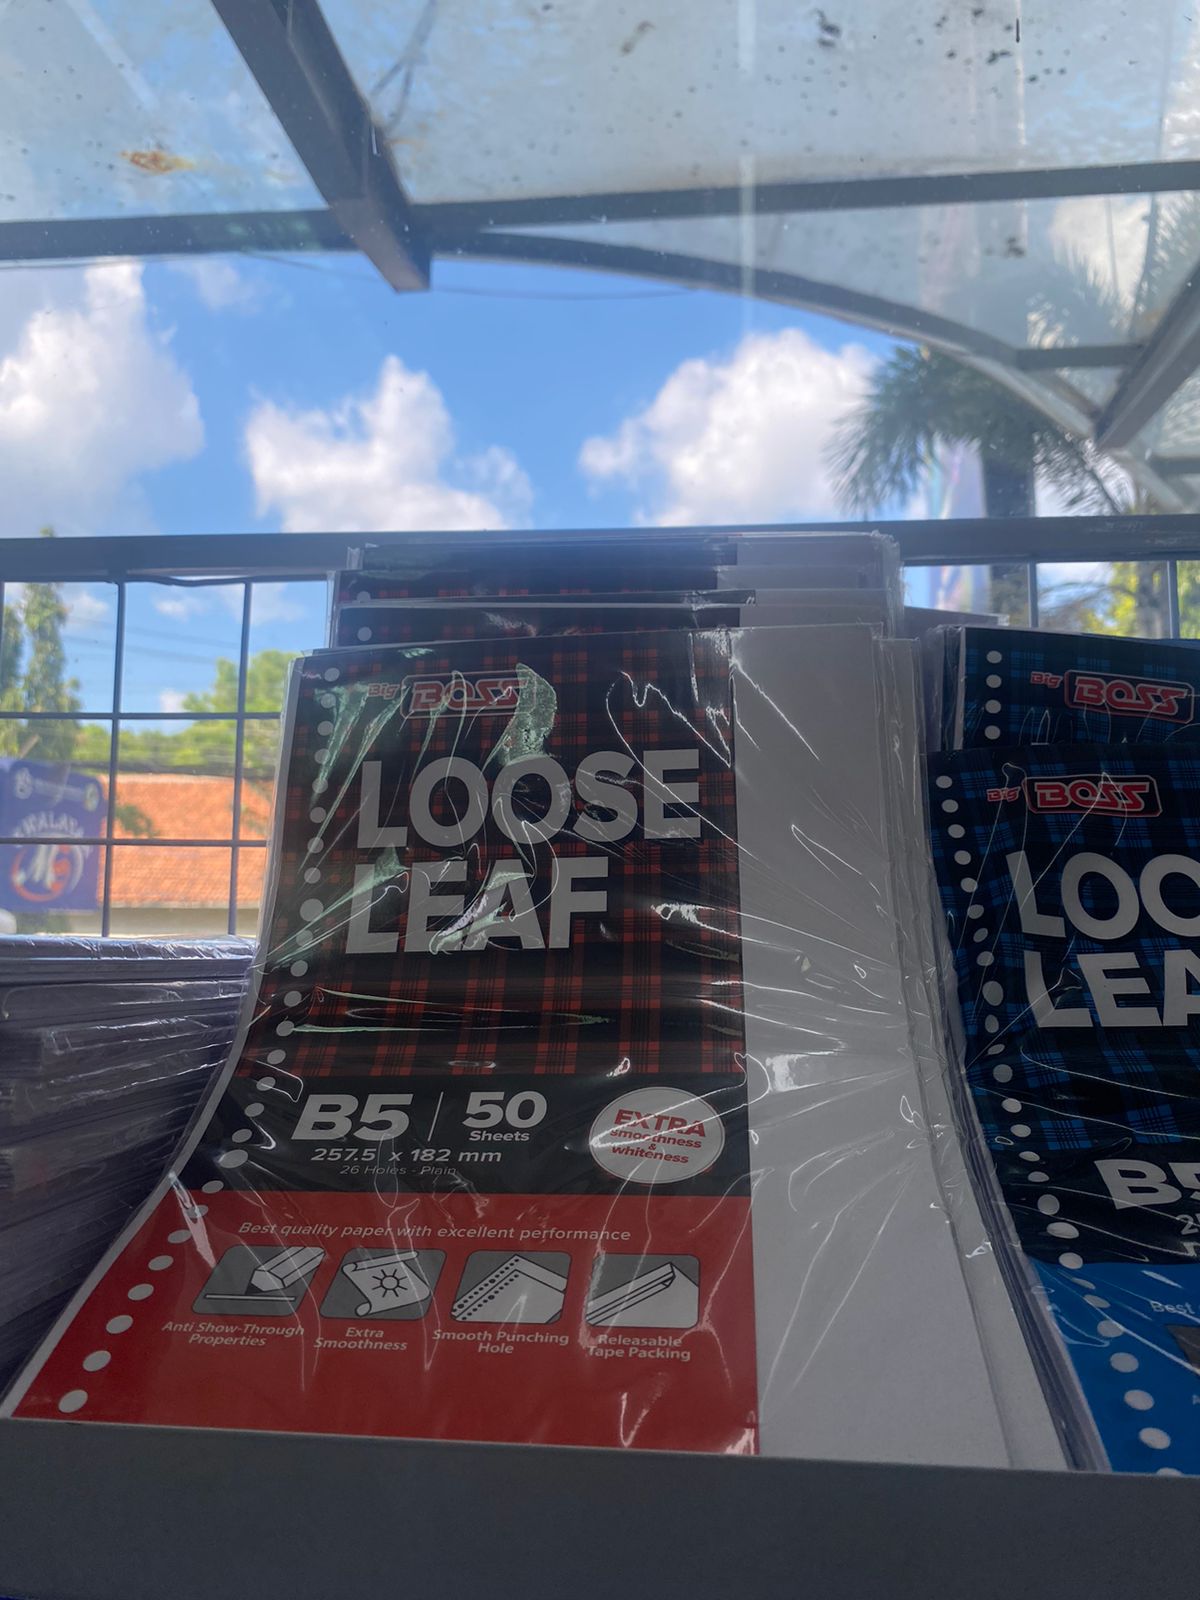 Big BOSS
LOOSE
LEAF
B5 | 50
Sheets
257.5 x 182 mm
26 Holes - Plain
EXTRA
smoothness
&
whiteness
Best quality paper with excellent performance
Anti Show-Through
Properties
Extra
Smoothness
Smooth Punching
Hole
Releasable
Tape Packing
Big BOSS
Big BOSS
LOO
LEA
B5
Best